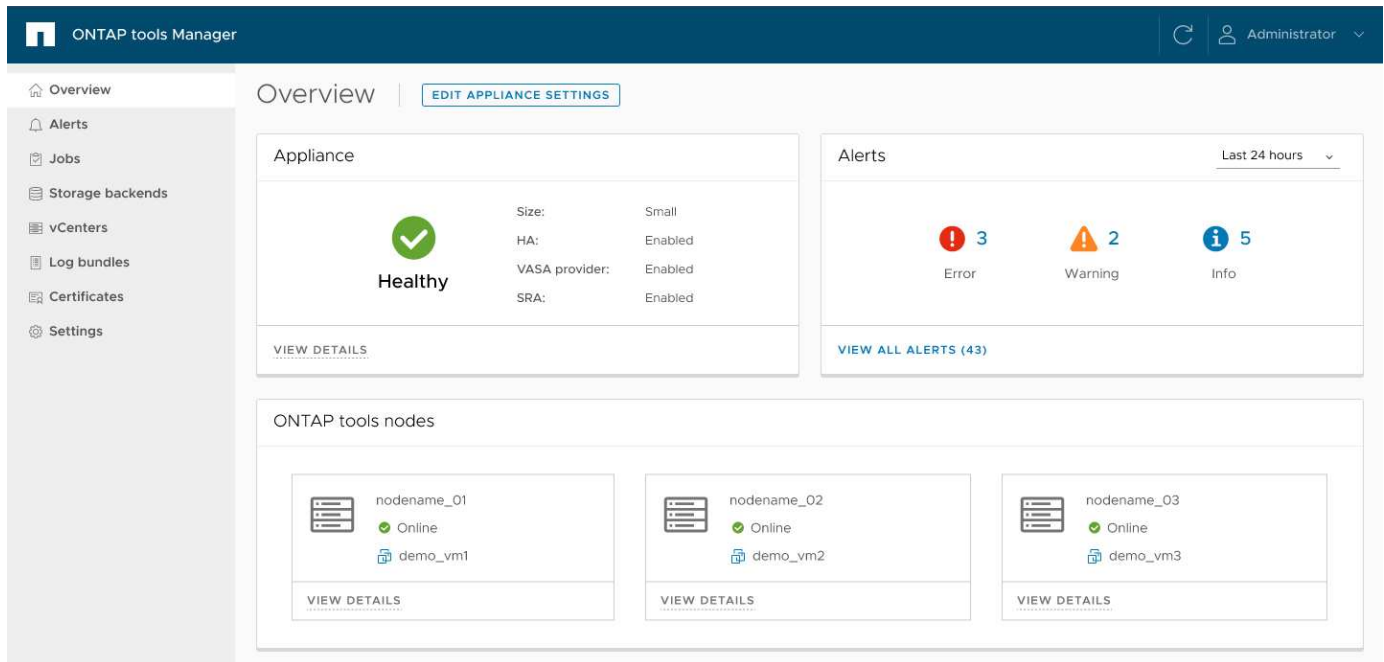 ONTAP tools Manager
Administrator
Overview
Alerts
Jobs
Storage backends
vCenters
Log bundles
Certificates
Settings
Overview
EDIT APPLIANCE SETTINGS
Appliance
Healthy
Size: Small
HA: Enabled
VASA provider: Enabled
SRA: Enabled
VIEW DETAILS
Alerts
Last 24 hours
3 2 5
Error Warning Info
VIEW ALL ALERTS (43)
ONTAP tools nodes
nodename_01
Online
demo_vm1
VIEW DETAILS
nodename_02
Online
demo_vm2
VIEW DETAILS
nodename_03
Online
demo_vm3
VIEW DETAILS